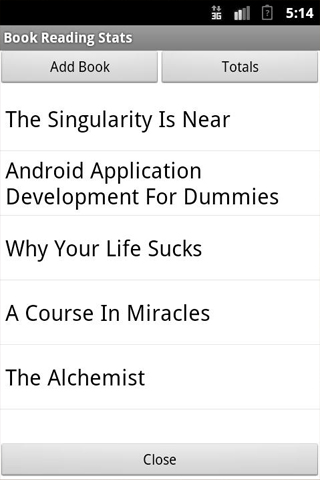 3G 5:14
Book Reading Stats
Add Book Totals
The Singularity Is Near
Android Application
Development For Dummies
Why Your Life Sucks
A Course In Miracles
The Alchemist
Close